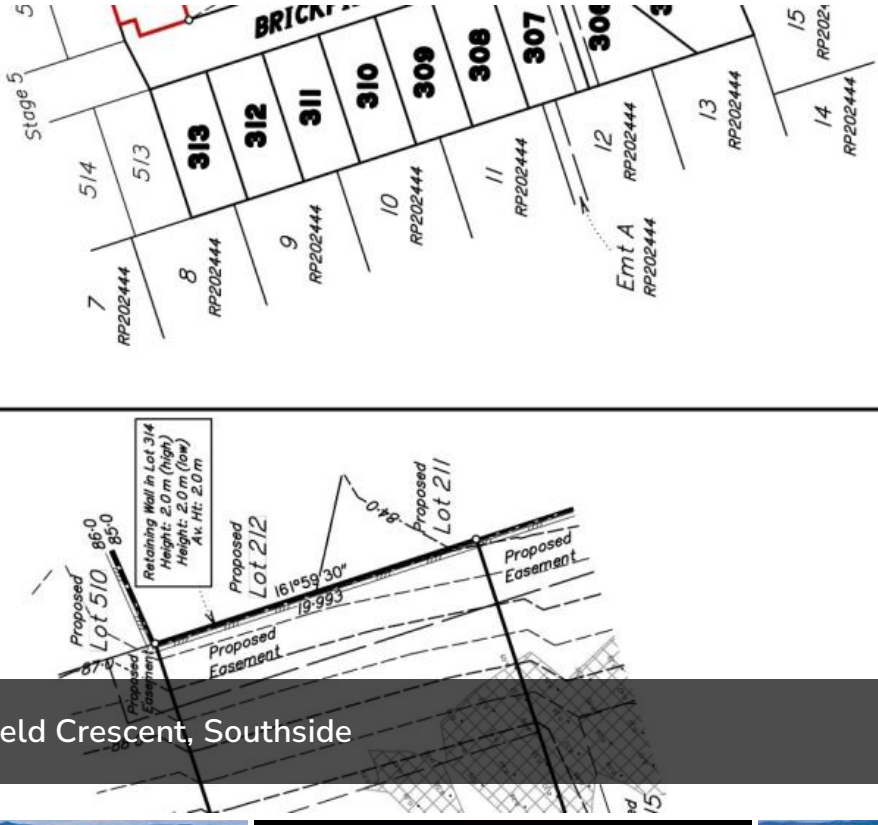 Stage 5
514
513
313
312
311
310
309
308
307
306
15
14
RP202444
13
RP202444
12
RP202444
11
RP202444
10
RP202444
9
RP202444
8
RP202444
7
RP202444
Emt A
RP202444
Retaining Wall in Lot 314
Height: 2.0 m (high)
Height: 2.0 m (low)
Av. Ht: 2.0 m
86·0
85·0
Proposed
Lot 510
Proposed
Lot 212
Proposed
Lot 211
84·0
161°59'30"
19·993
Proposed
Easement
Proposed
Easement
Proposed
Easement
87·0
eld Crescent, Southside